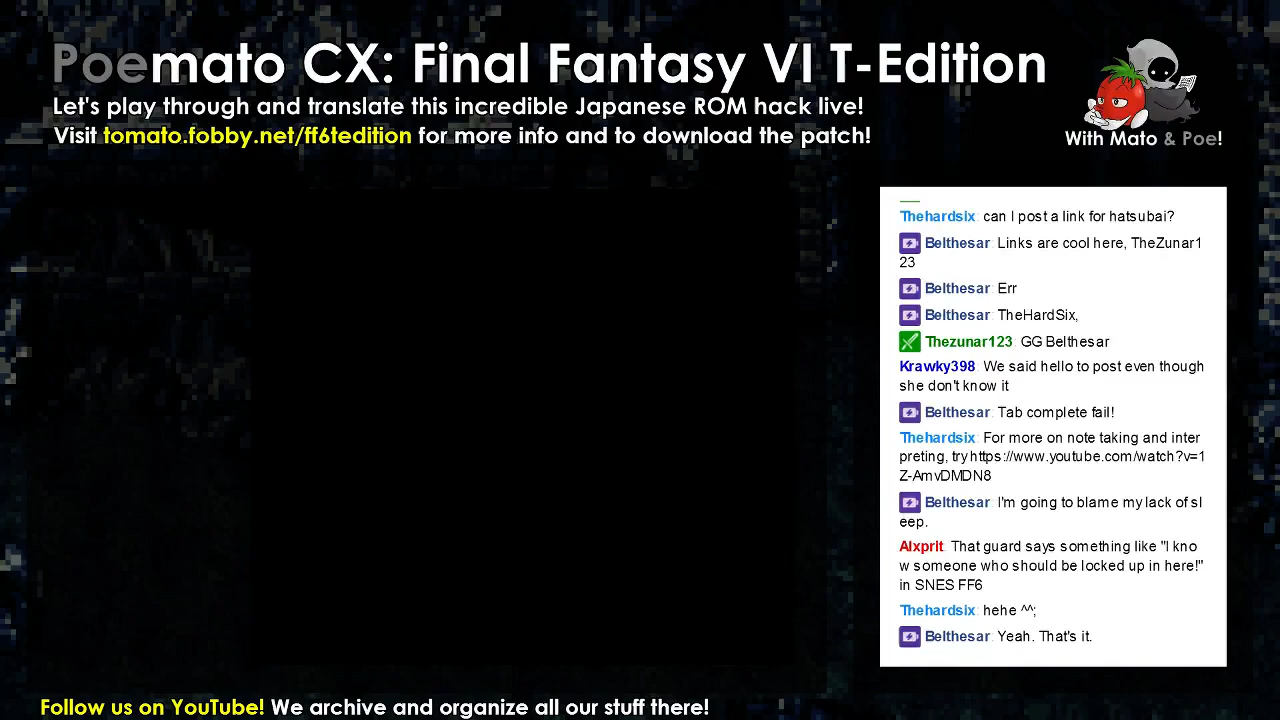 Poemato CX: Final Fantasy VI T-Edition
Let's play through and translate this incredible Japanese ROM hack live!
Visit tomato.fobby.net/ff6tedition for more info and to download the patch!
With Mato & Poe!
Thehardsix: can I post a link for hatsubai?
Belthesar: Links are cool here, TheZunar1
23
Belthesar: Err
Belthesar: TheHardSix,
Thezunar123: GG Belthesar
Krawky398: We said hello to post even though
she don't know it
Belthesar: Tab complete fail!
Thehardsix: For more on note taking and inter
preting, try https://www.youtube.com/watch?v=1
Z-AmvDMDN8
Belthesar: I'm going to blame my lack of sl
eep.
Alxprit: That guard says something like "I kno
w someone who should be locked up in here!"
in SNES FF6
Thehardsix: hehe ^^;
Belthesar: Yeah. That's it.
Follow us on YouTube! We archive and organize all our stuff there!